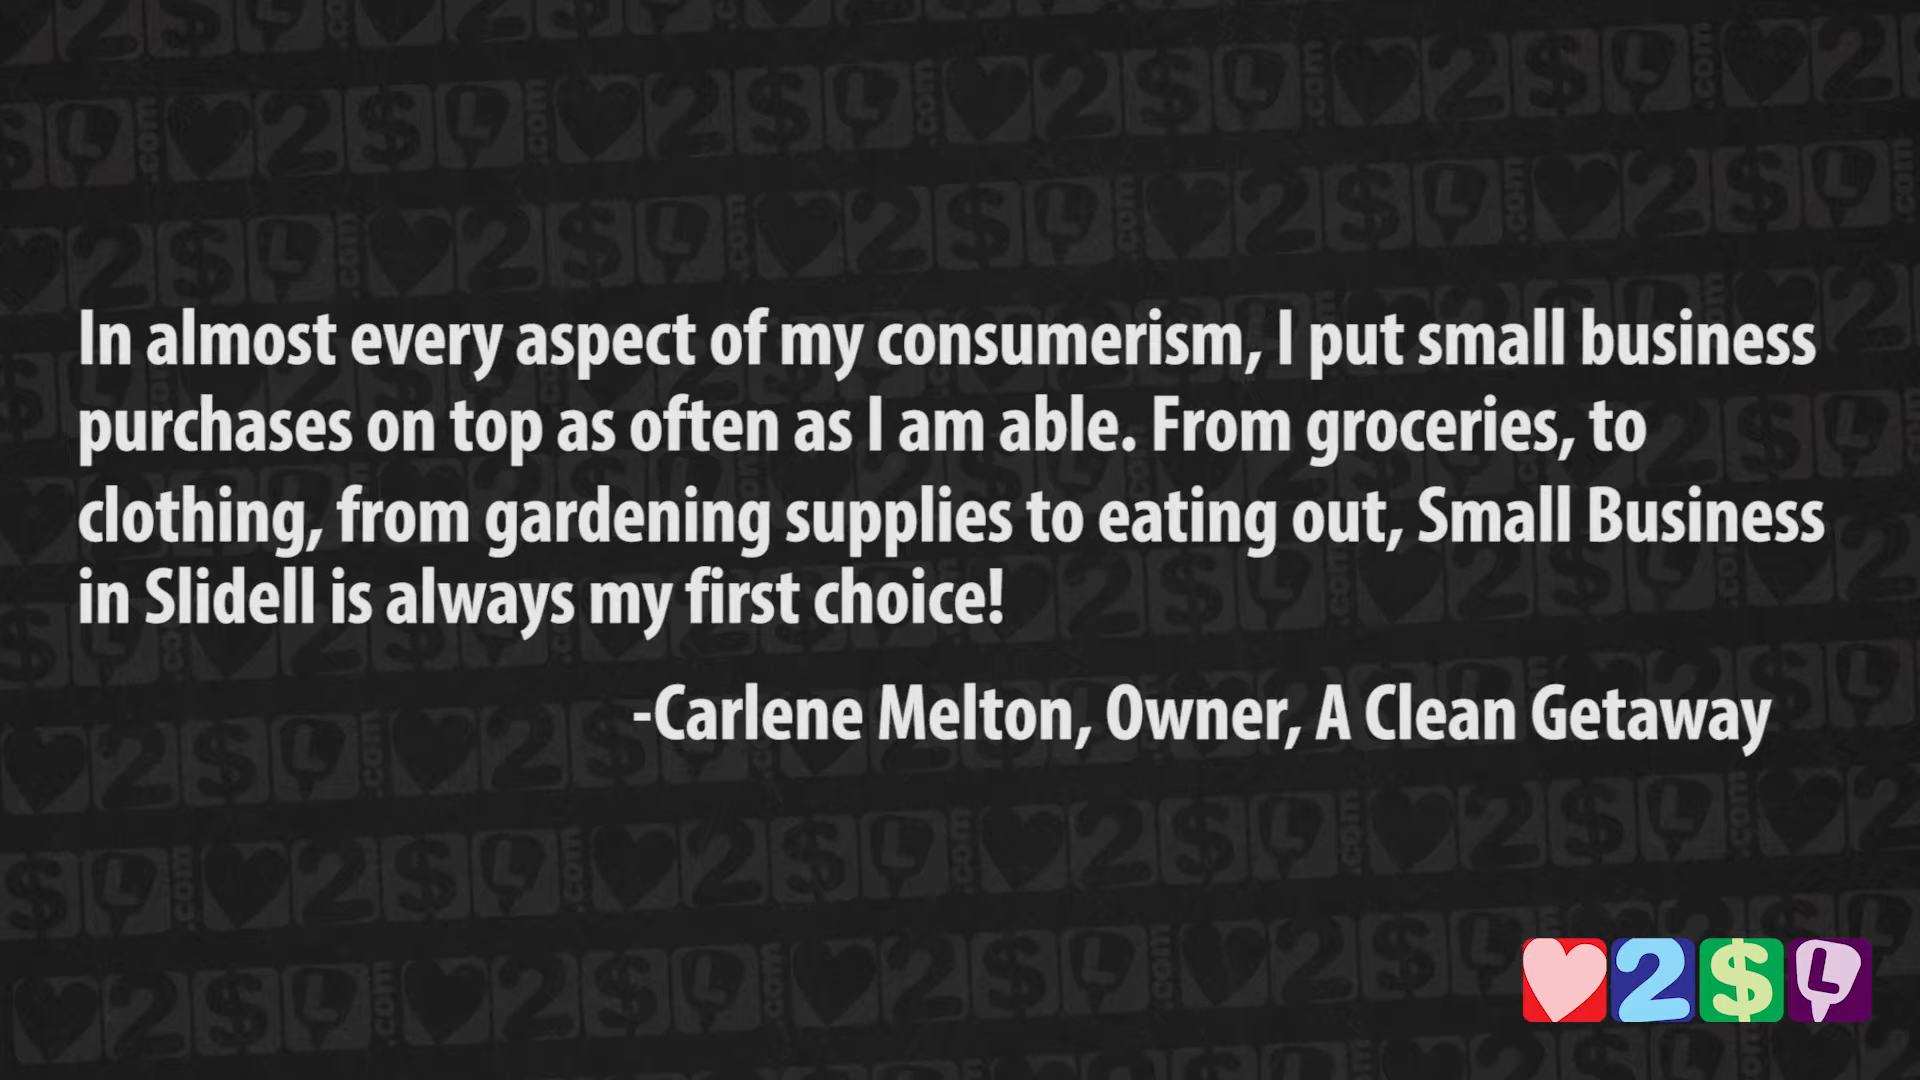 In almost every aspect of my consumerism, I put small business
purchases on top as often as I am able. From groceries, to
clothing, from gardening supplies to eating out, Small Business
in Slidell is always my first choice!
-Carlene Melton, Owner, A Clean Getaway
2$L